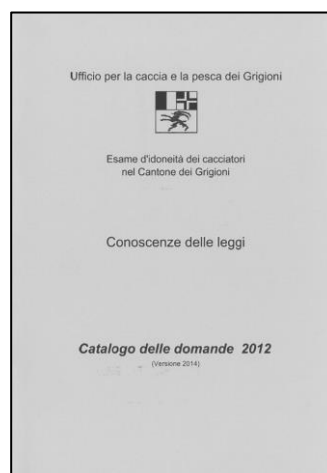 Ufficio per la caccia e la pesca dei Grigioni
Esame d'idoneità dei cacciatori
nel Cantone dei Grigioni
Conoscenze delle leggi
Catalogo delle domande 2012
(Versione 2014)